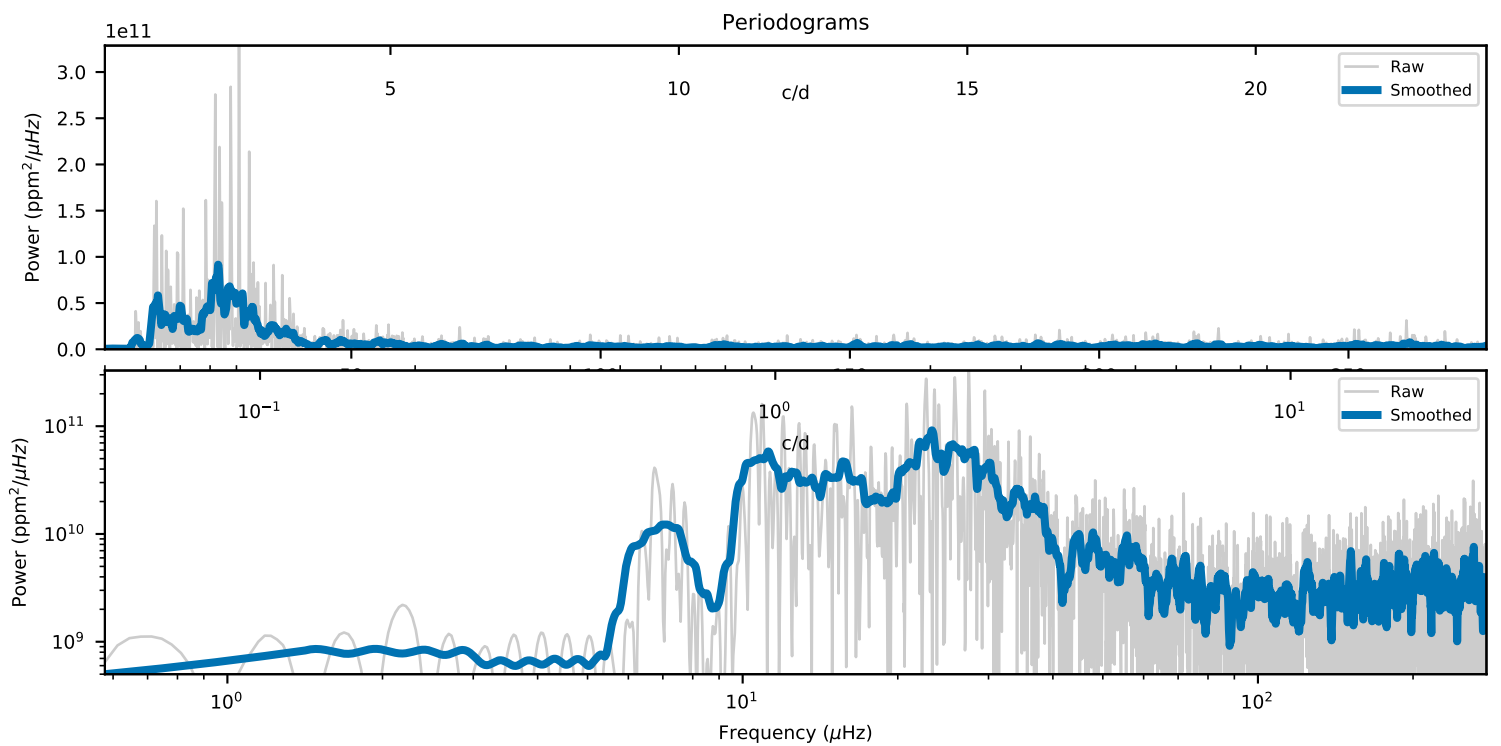 Periodograms
1e11
3.0
2.5
2.0
1.5
1.0
0.5
0.0
Power (ppm²/μHz)
5 10 15 20
c/d
Raw
Smoothed
10⁻¹ 10⁰ 10¹
c/d
Raw
Smoothed
10¹¹
10¹⁰
10⁹
Power (ppm²/μHz)
10⁰ 10¹ 10²
Frequency (μHz)